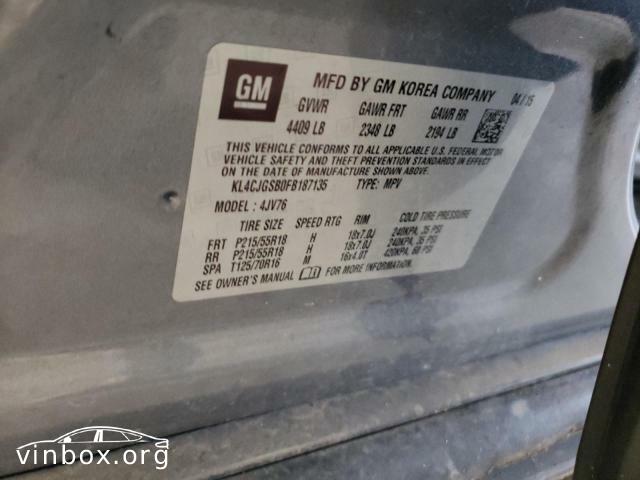 GM MFD BY GM KOREA COMPANY 04 / 15
GVWR GAWR FRT GAWR RR
4409 LB 2348 LB 2194 LB
THIS VEHICLE CONFORMS TO ALL APPLICABLE U.S. FEDERAL MOTOR
VEHICLE SAFETY AND THEFT PREVENTION STANDARDS IN EFFECT
ON THE DATE OF MANUFACTURE SHOWN ABOVE.
KL4CJGSB0FB187135 TYPE: MPV
MODEL : 4JV76
TIRE SIZE SPEED RTG RIM COLD TIRE PRESSURE
FRT P215/55R18 H 18x7.0J 240KPA, 35 PSI
RR P215/55R18 H 18x7.0J 240KPA, 35 PSI
SPA T125/70R16 M 16x4.0T 420KPA, 60 PSI
SEE OWNER'S MANUAL
vinbox.org